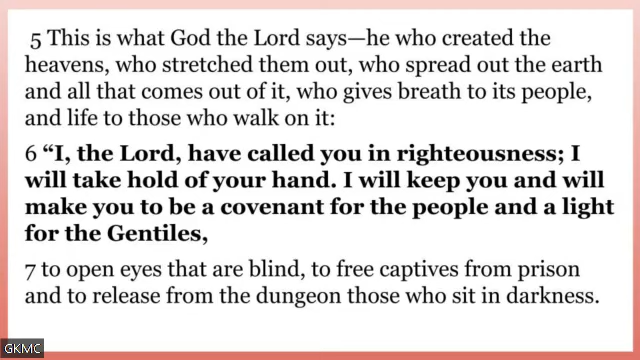 5 This is what God the Lord says—he who created the
heavens, who stretched them out, who spread out the earth
and all that comes out of it, who gives breath to its people,
and life to those who walk on it:
6 “I, the Lord, have called you in righteousness; I
will take hold of your hand. I will keep you and will
make you to be a covenant for the people and a light
for the Gentiles,
7 to open eyes that are blind, to free captives from prison
and to release from the dungeon those who sit in darkness.
GKMC